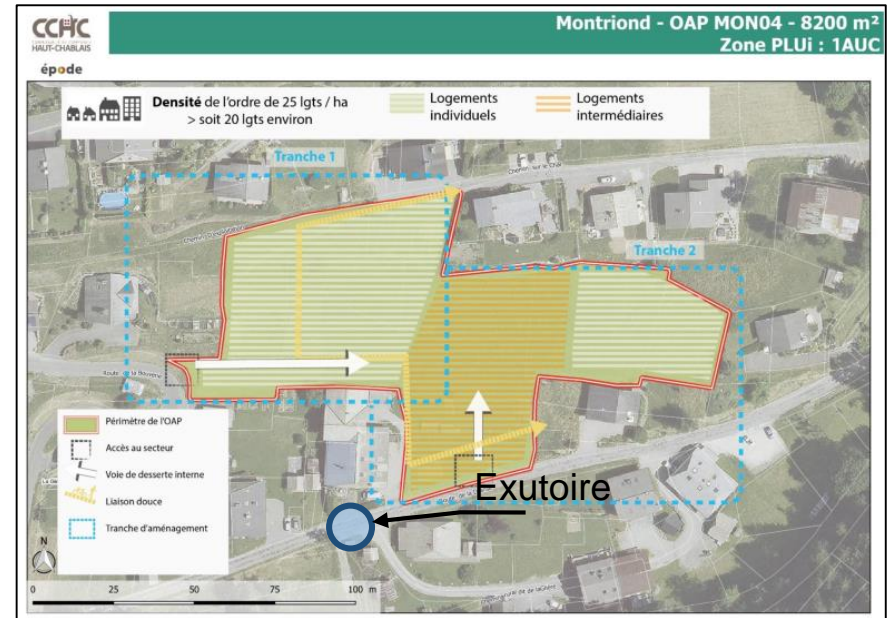 CCHC
HAUT-CHABLAIS
épode
Montriond - OAP MON04 - 8200 m²
Zone PLUi : 1AUC
Densité de l'ordre de 25 lgts / ha
> soit 20 lgts environ
Logements
individuels
Logements
intermédiaires
Tranche 1
Tranche 2
Périmètre de l'OAP
Accès au secteur
Voie de desserte interne
Liaison douce
Tranche d'aménagement
Exutoire
N
0 25 50 75 100 m